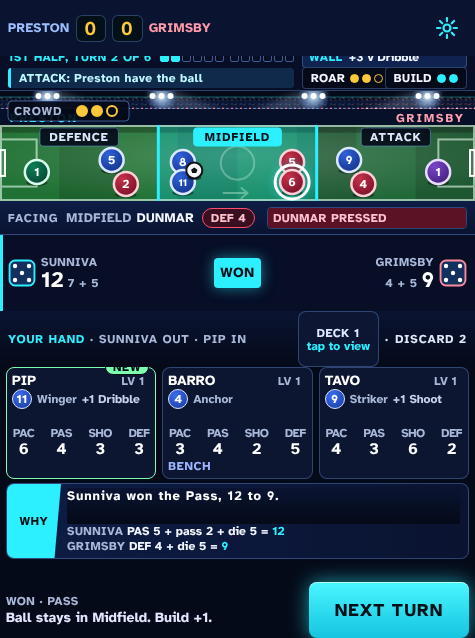 PRESTON 0 0 GRIMSBY
1ST HALF, TURN 2 OF 6
WALL +3 v Dribble
ATTACK: Preston have the ball
ROAR BUILD
CROWD
GRIMSBY
DEFENCE MIDFIELD ATTACK
1 5 2 8 11 5 6 9 4 1
FACING MIDFIELD DUNMAR DEF 4 DUNMAR PRESSED
SUNNIVA
12 7 + 5
WON
GRIMSBY
4 + 5 9
YOUR HAND · SUNNIVA OUT · PIP IN
DECK 1
tap to view
· DISCARD 2
NEW
PIP LV 1
11 Winger +1 Dribble
PAC PAS SHO DEF
6 4 3 3
BARRO LV 1
4 Anchor
PAC PAS SHO DEF
3 4 2 5
BENCH
TAVO LV 1
9 Striker +1 Shoot
PAC PAS SHO DEF
4 3 6 2
WHY
Sunniva won the Pass, 12 to 9.
SUNNIVA PAS 5 + pass 2 + die 5 = 12
GRIMSBY DEF 4 + die 5 = 9
WON · PASS
Ball stays in Midfield. Build +1.
NEXT TURN